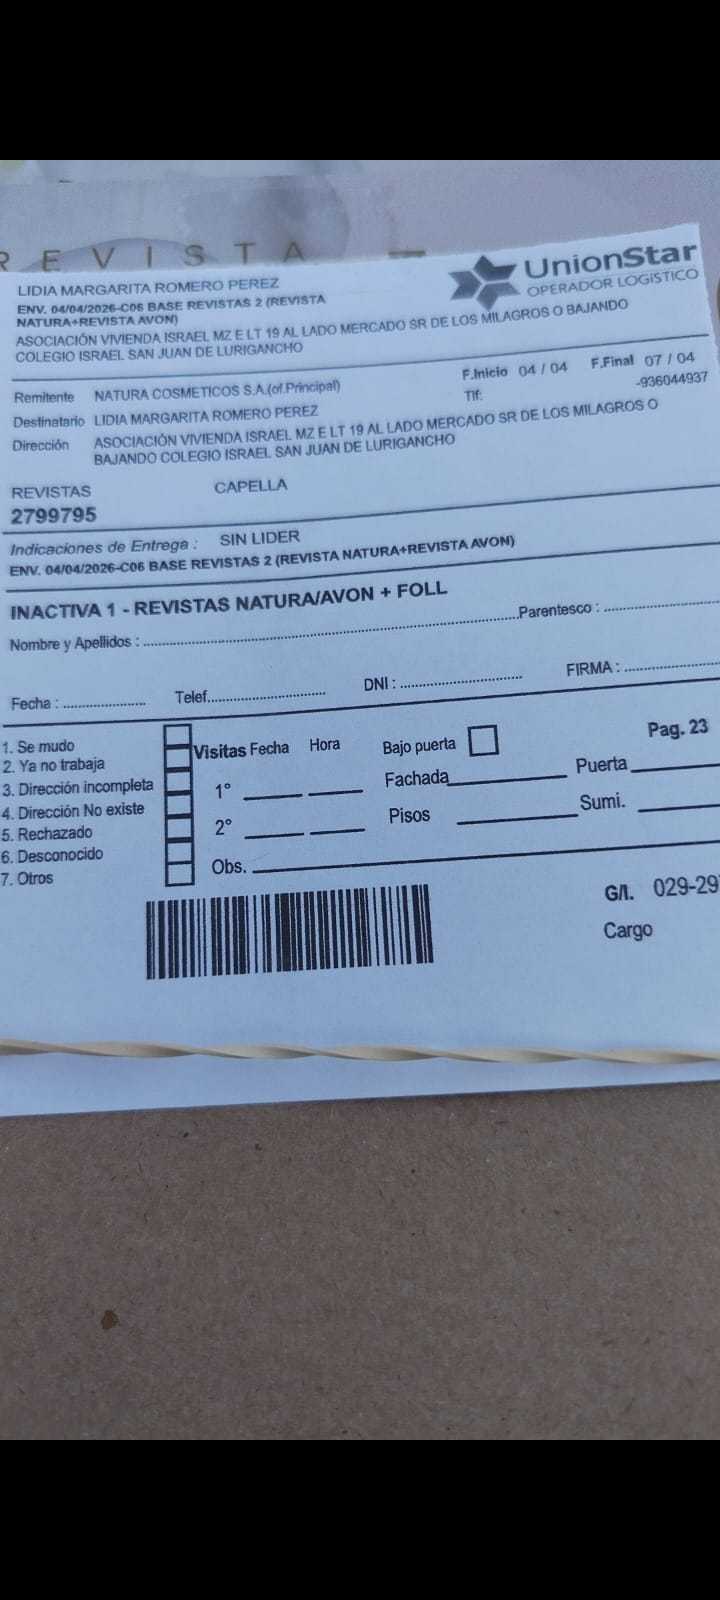 REVISTA
UnionStar
OPERADOR LOGÍSTICO
LIDIA MARGARITA ROMERO PEREZ
ENV. 04/04/2026-C06 BASE REVISTAS 2 (REVISTA
NATURA+REVISTA AVON)
ASOCIACIÓN VIVIENDA ISRAEL MZ E LT 19 AL LADO MERCADO SR DE LOS MILAGROS O BAJANDO
COLEGIO ISRAEL SAN JUAN DE LURIGANCHO
Remitente NATURA COSMETICOS S.A.(of.Principal) F.Inicio 04 / 04 F.Final 07 / 04
Destinatario LIDIA MARGARITA ROMERO PEREZ Tlf: -936044937
Dirección ASOCIACIÓN VIVIENDA ISRAEL MZ E LT 19 AL LADO MERCADO SR DE LOS MILAGROS O
BAJANDO COLEGIO ISRAEL SAN JUAN DE LURIGANCHO
REVISTAS CAPELLA
2799795
Indicaciones de Entrega : SIN LIDER
ENV. 04/04/2026-C06 BASE REVISTAS 2 (REVISTA NATURA+REVISTA AVON)
INACTIVA 1 - REVISTAS NATURA/AVON + FOLL
Nombre y Apellidos : Parentesco :
Fecha : Telef. DNI : FIRMA :
1. Se mudo
2. Ya no trabaja
3. Dirección incompleta
4. Dirección No existe
5. Rechazado
6. Desconocido
7. Otros
Visitas Fecha Hora Bajo puerta Pag. 23
1° Fachada Puerta
2° Pisos Sumi.
Obs.
G/I. 029-297
Cargo